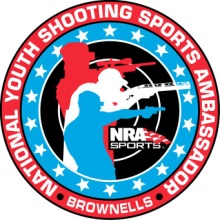 NATIONAL YOUTH SHOOTING SPORTS AMBASSADOR
NRA
SPORTS
• BROWNELLS •